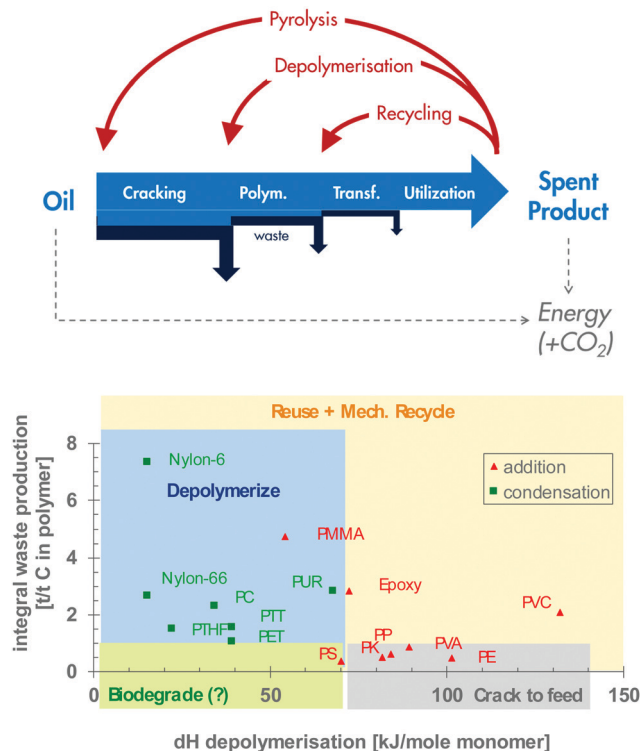 Pyrolysis
Depolymerisation
Recycling
Oil
Cracking
Polym.
Transf.
Utilization
Spent
Product
waste
Energy
(+CO₂)
Reuse + Mech. Recycle
integral waste production
[t/t C in polymer]
8
6
4
2
0
Nylon-6
Depolymerize
addition
condensation
PMMA
Nylon-66
PC
PUR
Epoxy
PVC
PTHF
PTT
PET
PS
PK
PP
PVA
PE
Biodegrade (?)
Crack to feed
0
50
100
150
dH depolymerisation [kJ/mole monomer]